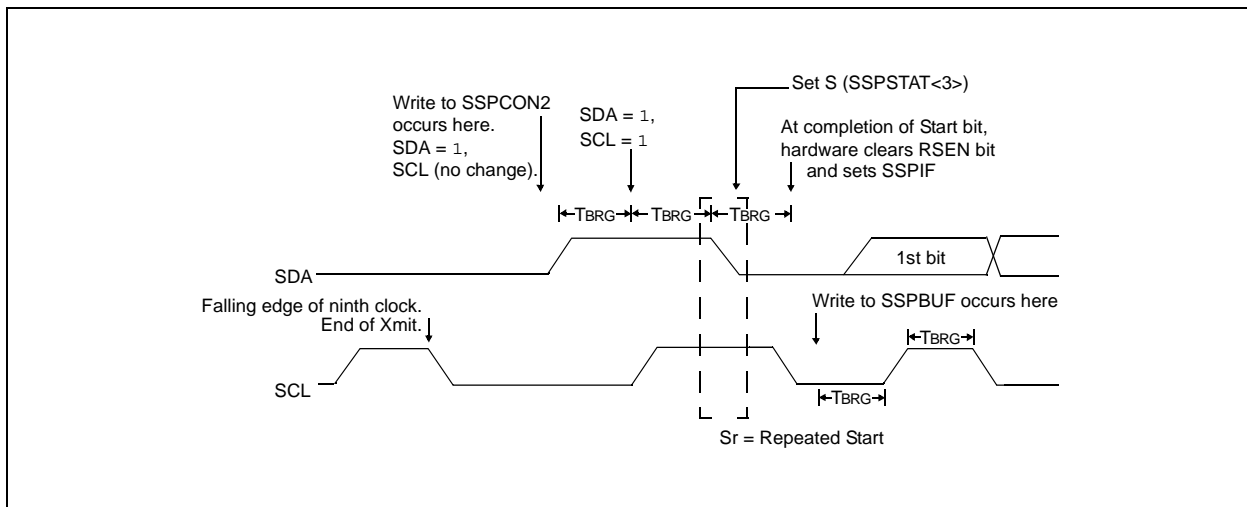 Set S (SSPSTAT<3>)
Write to SSPCON2
occurs here.
SDA = 1,
SCL (no change).
SDA = 1,
SCL = 1
At completion of Start bit,
hardware clears RSEN bit
and sets SSPIF
TBRG
TBRG
TBRG
SDA
1st bit
Falling edge of ninth clock.
End of Xmit.
Write to SSPBUF occurs here
TBRG
SCL
TBRG
Sr = Repeated Start